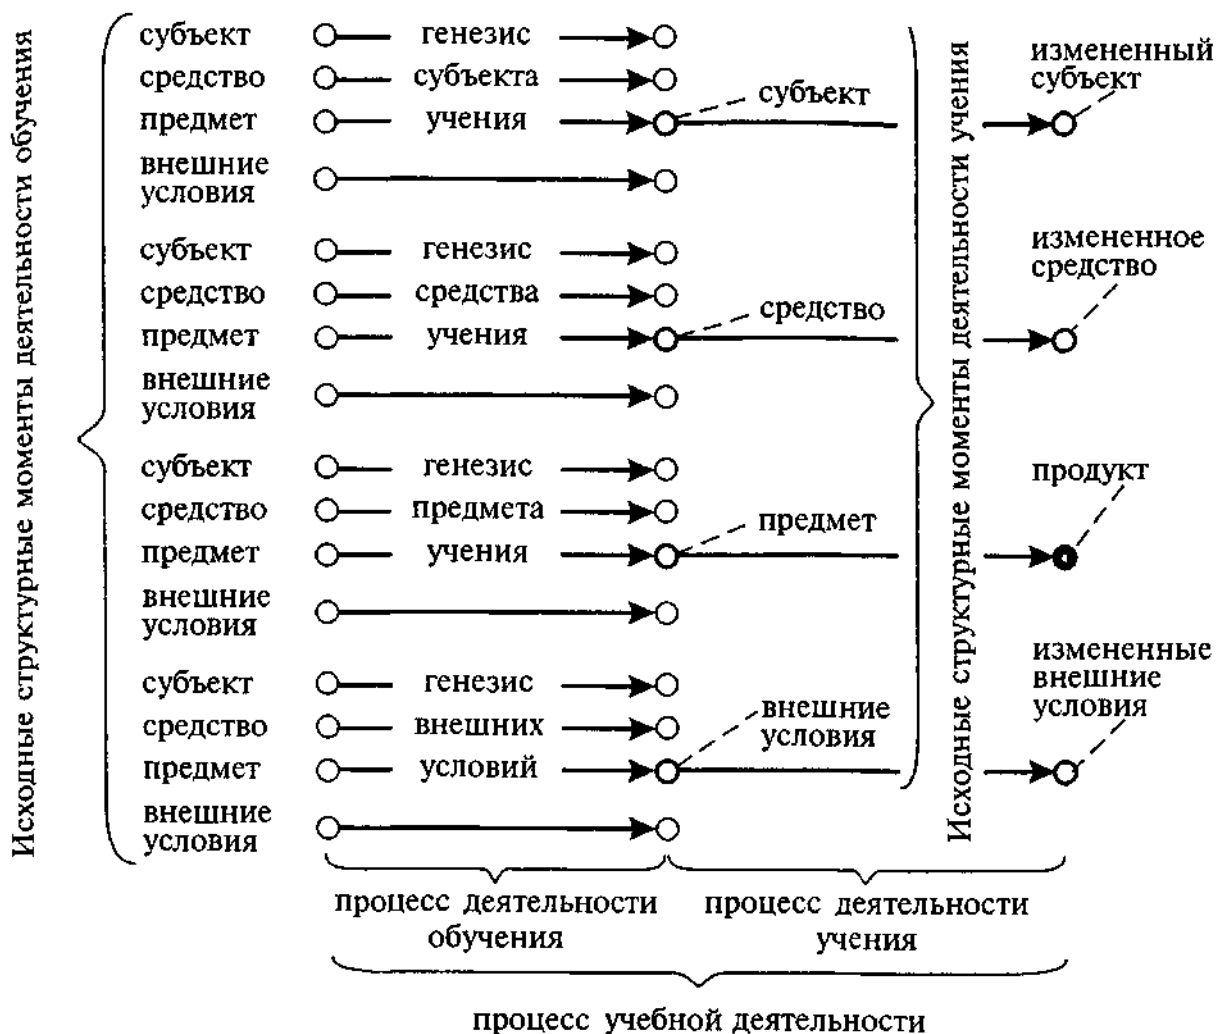 Исходные структурные моменты деятельности обучения
субъект генезис
средство субъекта
предмет учения
внешние
условия
субъект
субъект генезис
средство средства
предмет учения
внешние
условия
средство
субъект генезис
средство предмета
предмет учения
внешние
условия
предмет
субъект генезис
средство внешних
предмет условий
внешние
условия
внешние
условия
Исходные структурные моменты деятельности учения
измененный
субъект
измененное
средство
продукт
измененные
внешние
условия
процесс деятельности
обучения
процесс деятельности
учения
процесс учебной деятельности